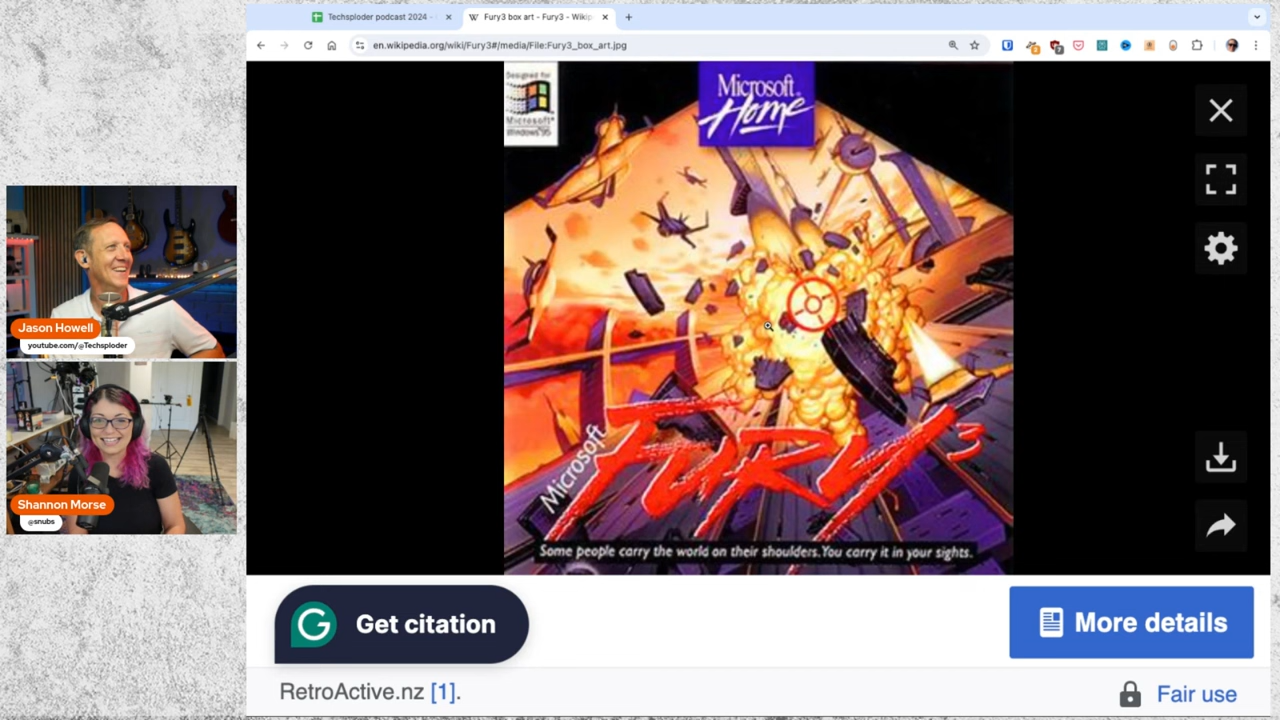 Techsploder podcast 2024 -
Fury3 box art - Fury3 - Wikip
en.wikipedia.org/wiki/Fury3#/media/File:Fury3_box_art.jpg
Designed for
Microsoft®
Windows®95
Microsoft®
Home
Jason Howell
youtube.com/@Techsploder
Shannon Morse
@snubs
Microsoft
FURY3
Some people carry the world on their shoulders. You carry it in your sights.
Get citation
More details
RetroActive.nz [1].
Fair use